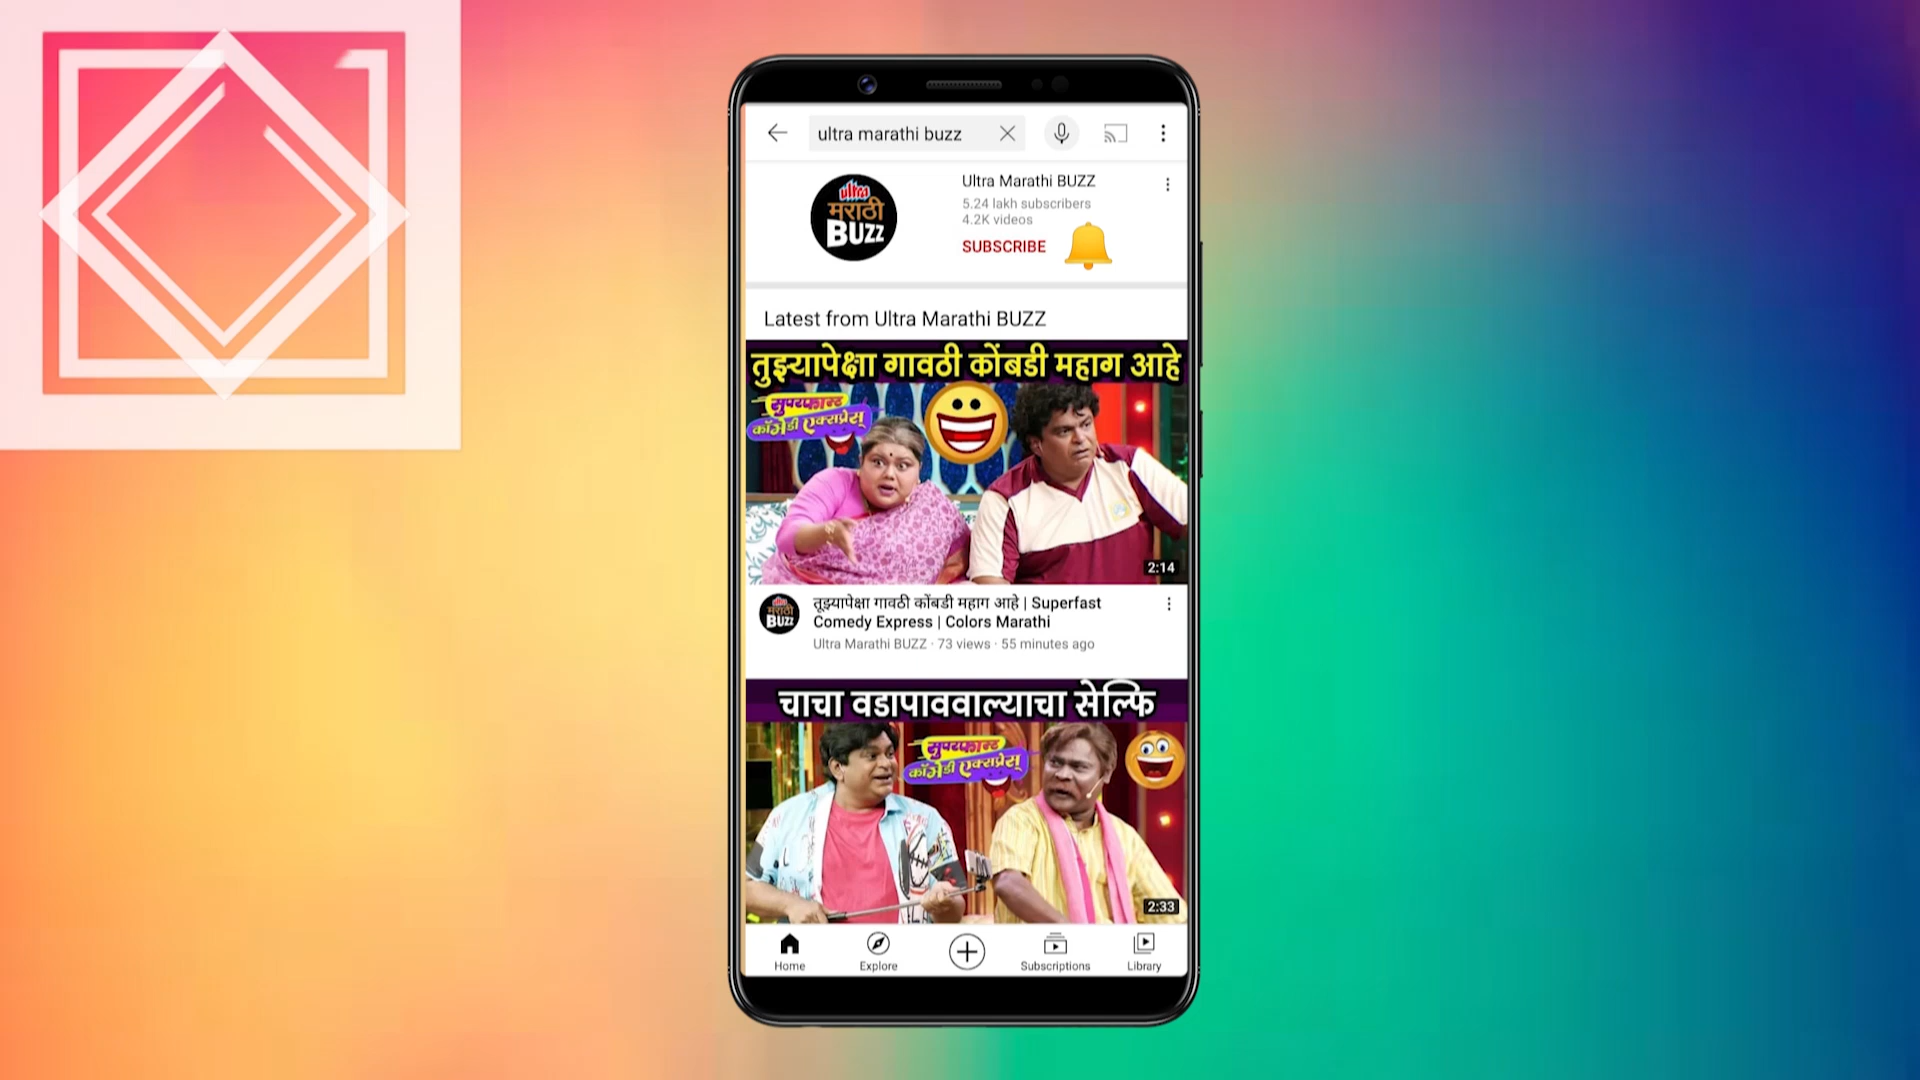 ultra marathi buzz
ultra
मराठी
BUZZ
Ultra Marathi BUZZ
5.24 lakh subscribers
4.2K videos
SUBSCRIBE
Latest from Ultra Marathi BUZZ
तुझ्यापेक्षा गावठी कोंबडी महाग आहे
सुपरफास्ट
कॉमेडी एक्सप्रेस्
2:14
ultra
मराठी
BUZZ
तूझ्यापेक्षा गावठी कोंबडी महाग आहे | Superfast
Comedy Express | Colors Marathi
Ultra Marathi BUZZ · 73 views · 55 minutes ago
चाचा वडापाववाल्याचा सेल्फि
सुपरफास्ट
कॉमेडी एक्सप्रेस्
2:33
Home
Explore
Subscriptions
Library